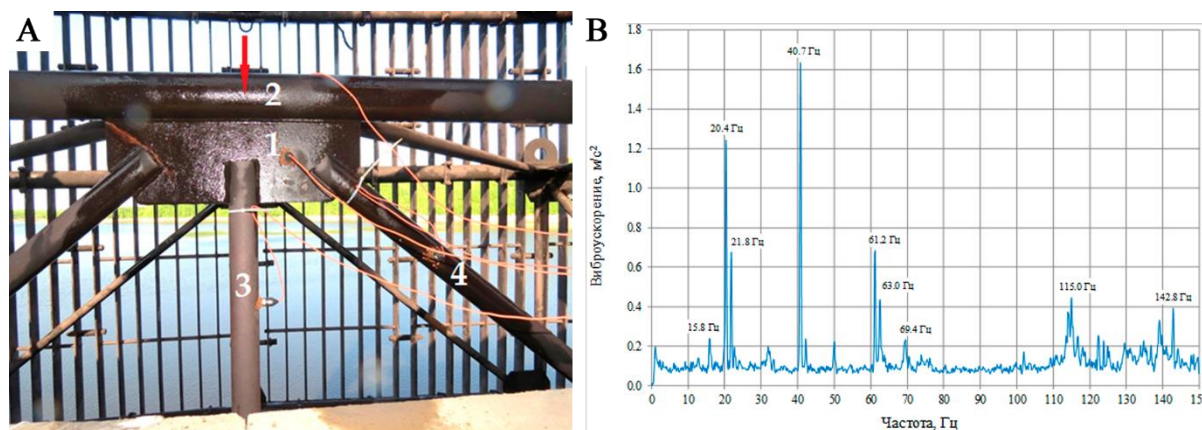 A
2
1
3
4
B
Виброускорение, м/с²
1.8
1.6
1.4
1.2
1.0
0.8
0.6
0.4
0.2
0.0
40.7 Гц
20.4 Гц
21.8 Гц
61.2 Гц
63.0 Гц
69.4 Гц
15.8 Гц
115.0 Гц
142.8 Гц
0 10 20 30 40 50 60 70 80 90 100 110 120 130 140 150
Частота, Гц